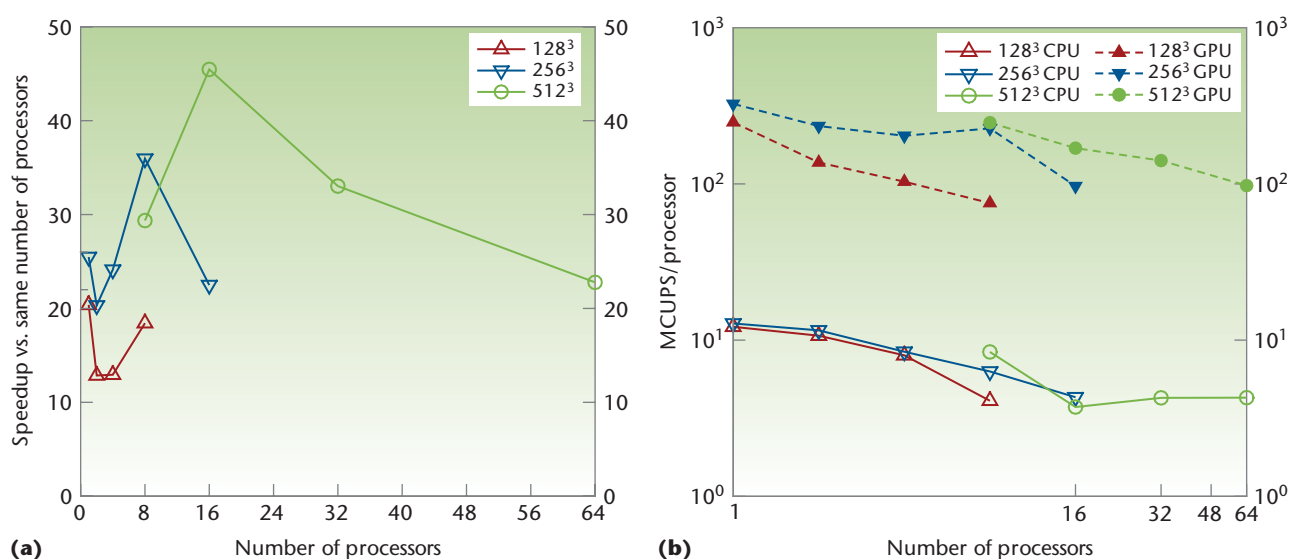 50
40
30
20
10
0
Speedup vs. same number of processors
128³
256³
512³
50
40
30
20
10
0
0 8 16 24 32 40 48 56 64
(a) Number of processors
10³
10²
10¹
10⁰
MCUPS/processor
128³ CPU 128³ GPU
256³ CPU 256³ GPU
512³ CPU 512³ GPU
10³
10²
10¹
10⁰
1 16 32 48 64
(b) Number of processors